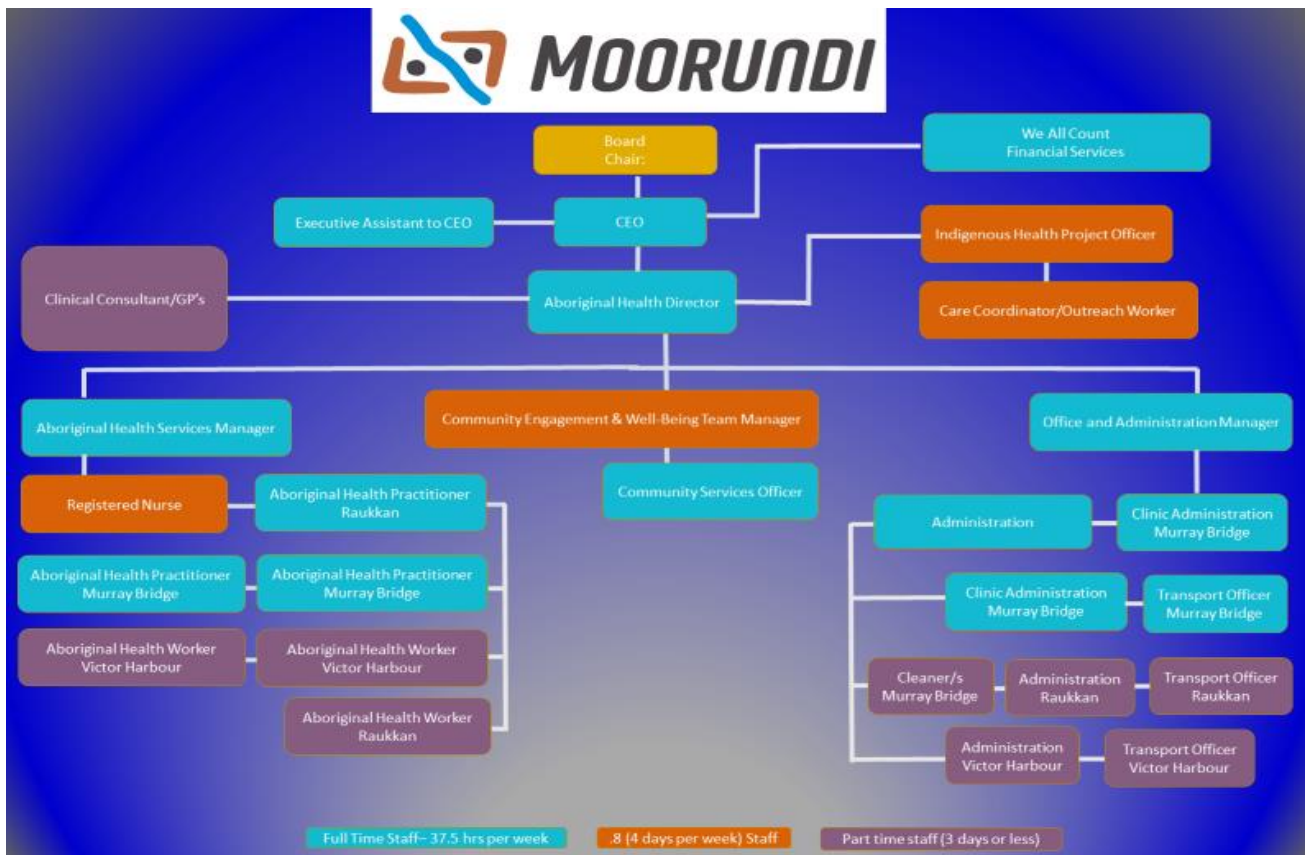 MOORUNDI
Board
Chair:
We All Count
Financial Services
Executive Assistant to CEO
CEO
Indigenous Health Project Officer
Clinical Consultant/GP's
Aboriginal Health Director
Care Coordinator/Outreach Worker
Aboriginal Health Services Manager
Community Engagement & Well-Being Team Manager
Office and Administration Manager
Registered Nurse
Aboriginal Health Practitioner
Raukkan
Community Services Officer
Administration
Clinic Administration
Murray Bridge
Aboriginal Health Practitioner
Murray Bridge
Aboriginal Health Practitioner
Murray Bridge
Clinic Administration
Murray Bridge
Transport Officer
Murray Bridge
Aboriginal Health Worker
Victor Harbour
Aboriginal Health Worker
Victor Harbour
Cleaner/s
Murray Bridge
Administration
Raukkan
Transport Officer
Raukkan
Aboriginal Health Worker
Raukkan
Administration
Victor Harbour
Transport Officer
Victor Harbour
Full Time Staff– 37.5 hrs per week
.8 (4 days per week) Staff
Part time staff (3 days or less)